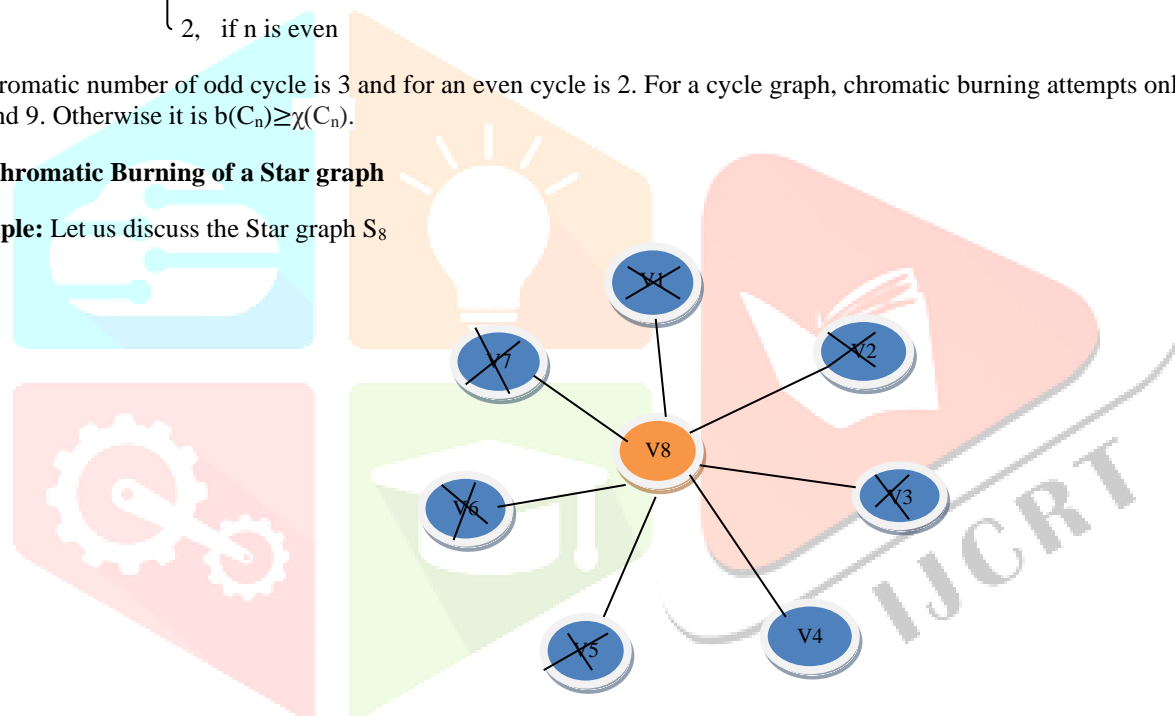 2, if n is even
romatic number of odd cycle is 3 and for an even cycle is 2. For a cycle graph, chromatic burning attempts onl
nd 9. Otherwise it is b(Cₙ)≥χ(Cₙ).
hromatic Burning of a Star graph
ple: Let us discuss the Star graph S₈
V1
V7
V2
V8
V6
V3
V5
V4
IJCRT